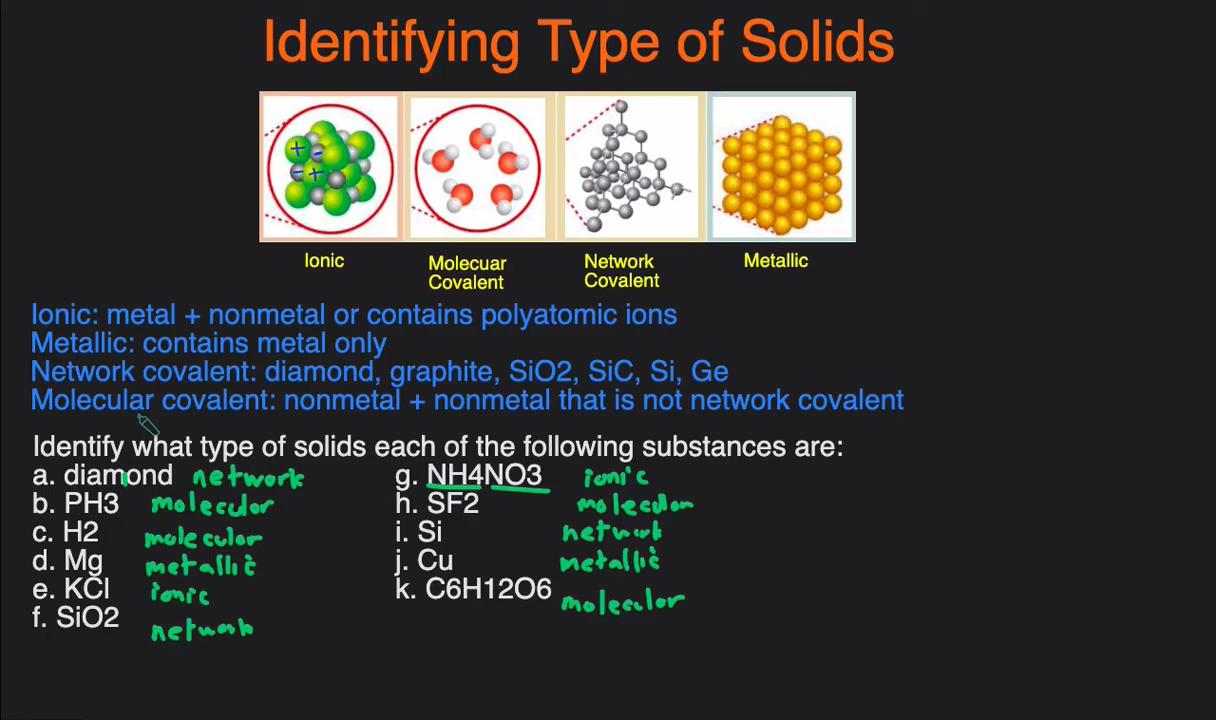 Identifying Type of Solids
+ - - +
Ionic
Molecuar Covalent
Network Covalent
Metallic
Ionic: metal + nonmetal or contains polyatomic ions
Metallic: contains metal only
Network covalent: diamond, graphite, SiO2, SiC, Si, Ge
Molecular covalent: nonmetal + nonmetal that is not network covalent
Identify what type of solids each of the following substances are:
a. diamond network
b. PH3 molecular
c. H2 molecular
d. Mg metallic
e. KCl ionic
f. SiO2 network
g. NH4NO3 ionic
h. SF2 molecular
i. Si network
j. Cu metallic
k. C6H12O6 molecular